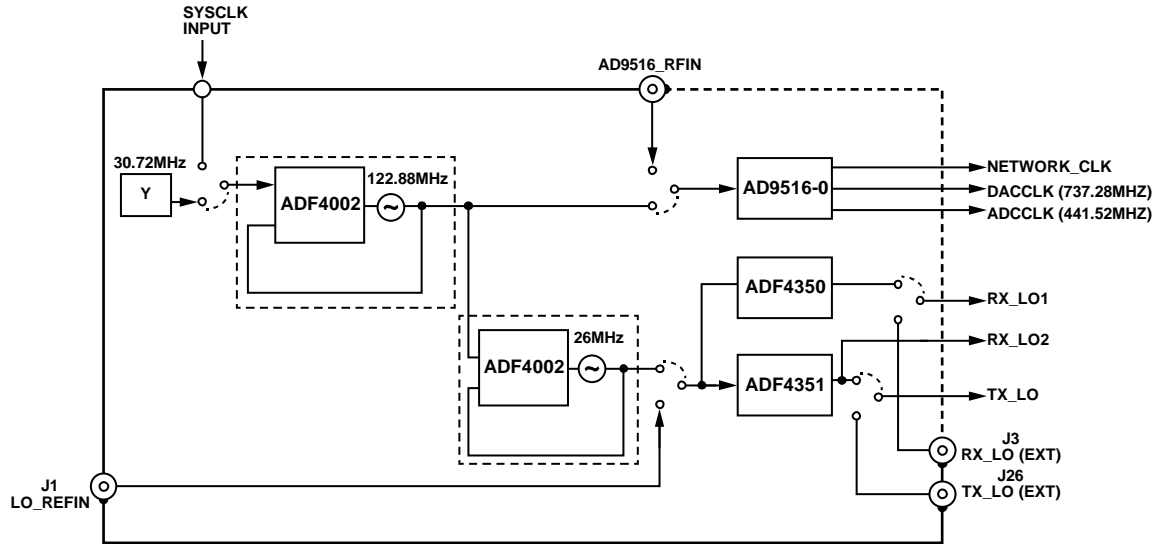 SYSCLK
INPUT
AD9516_RFIN
30.72MHz
Y
ADF4002
122.88MHz
~
AD9516-0
NETWORK_CLK
DACCLK (737.28MHZ)
ADCCLK (441.52MHZ)
ADF4350
RX_LO1
ADF4002
26MHz
~
ADF4351
RX_LO2
TX_LO
J3
RX_LO (EXT)
J26
TX_LO (EXT)
J1
LO_REFIN